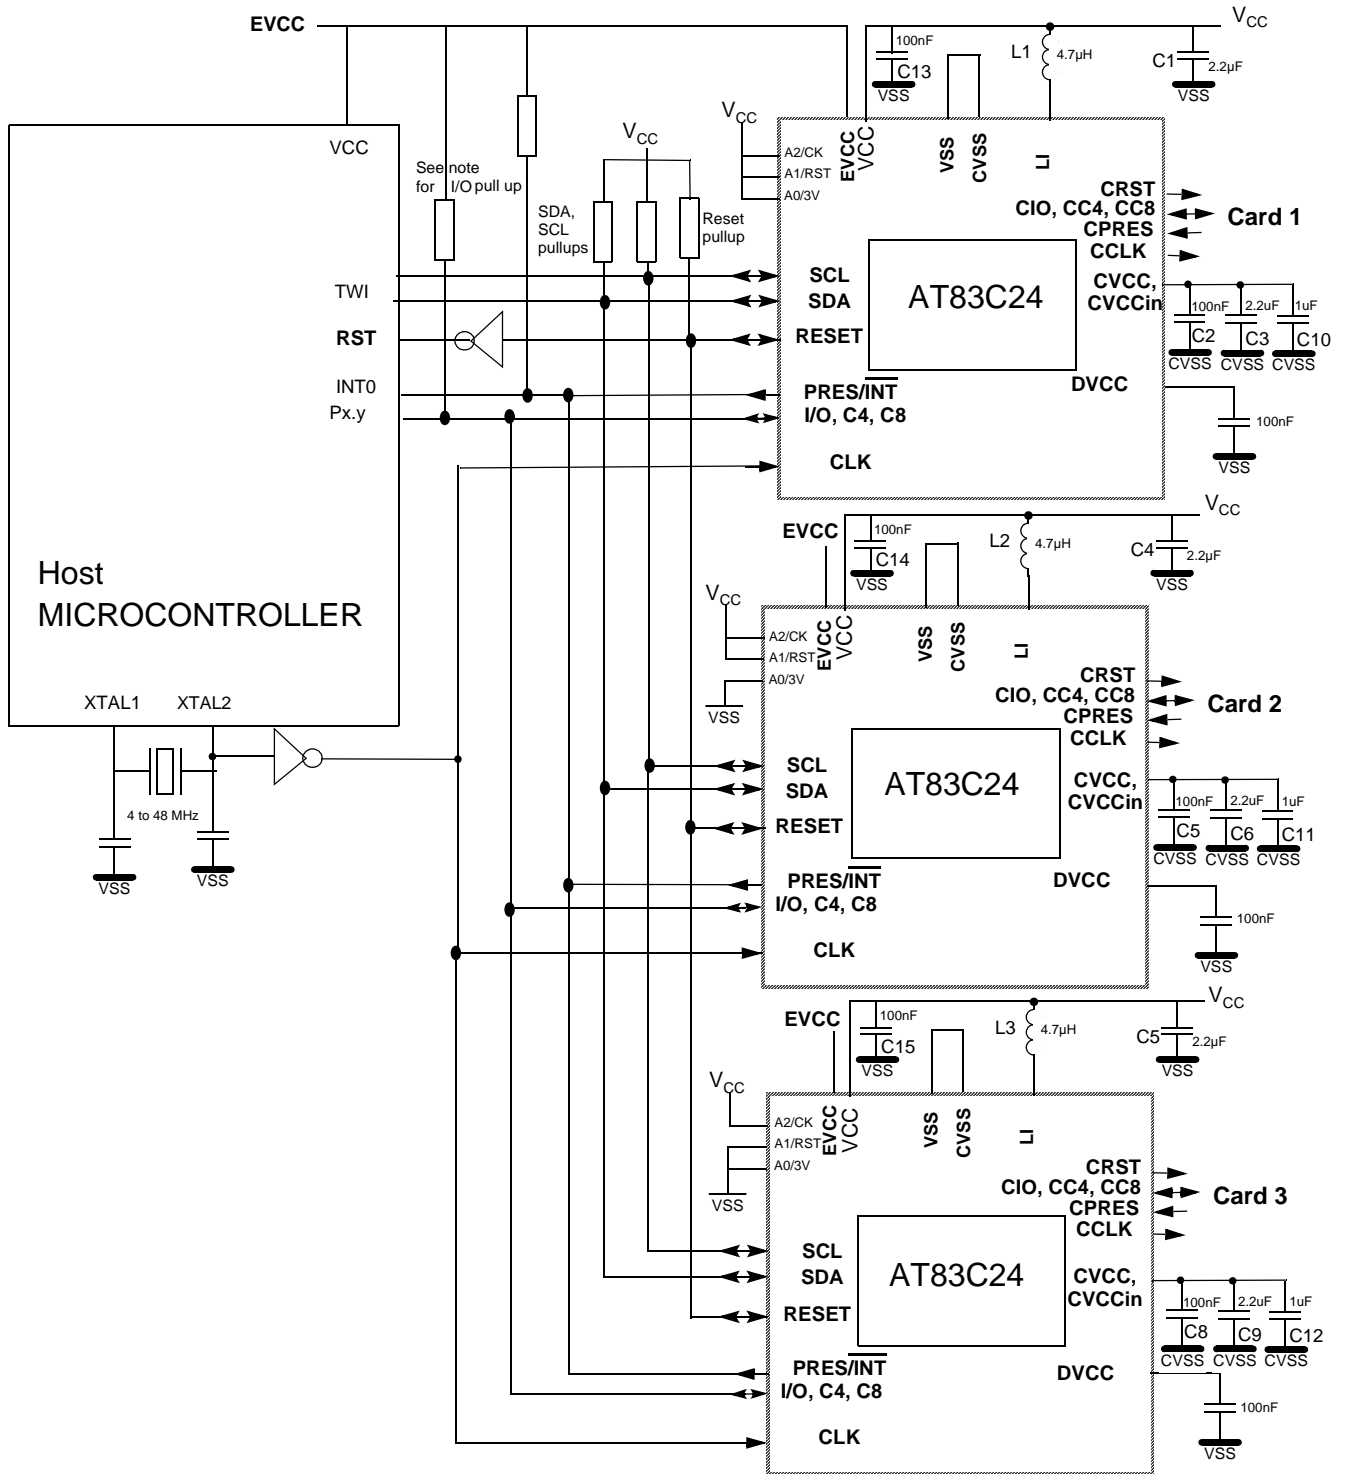 EVCC
VCC
See note
for I/O pull up
SDA,
SCL
pullups
VCC
Reset
pullup
TWI
RST
INT0
Px.y
Host
MICROCONTROLLER
XTAL1
XTAL2
4 to 48 MHz
VSS
VSS
VCC
100nF
C13
VSS
L1
4.7µH
C1
2.2µF
VSS
VCC
A2/CK
A1/RST
A0/3V
EVCC
VCC
VSS
CVSS
LI
CRST
CIO, CC4, CC8
CPRES
CCLK
Card 1
SCL
SDA
RESET
PRES/INT
I/O, C4, C8
CLK
AT83C24
CVCC,
CVCCin
100nF
C2
CVSS
2.2uF
C3
CVSS
1uF
C10
CVSS
DVCC
100nF
VSS
VCC
EVCC
100nF
C14
VSS
L2
4.7µH
C4
2.2µF
VSS
VCC
A2/CK
A1/RST
A0/3V
VSS
EVCC
VCC
VSS
CVSS
LI
CRST
CIO, CC4, CC8
CPRES
CCLK
Card 2
SCL
SDA
RESET
PRES/INT
I/O, C4, C8
CLK
AT83C24
CVCC,
CVCCin
100nF
C5
CVSS
2.2uF
C6
CVSS
1uF
C11
CVSS
DVCC
100nF
VSS
VCC
EVCC
100nF
C15
VSS
L3
4.7µH
C5
2.2µF
VSS
VCC
A2/CK
A1/RST
A0/3V
VSS
EVCC
VCC
VSS
CVSS
LI
CRST
CIO, CC4, CC8
CPRES
CCLK
Card 3
SCL
SDA
RESET
PRES/INT
I/O, C4, C8
CLK
AT83C24
CVCC,
CVCCin
100nF
C8
CVSS
2.2uF
C9
CVSS
1uF
C12
CVSS
DVCC
100nF
VSS